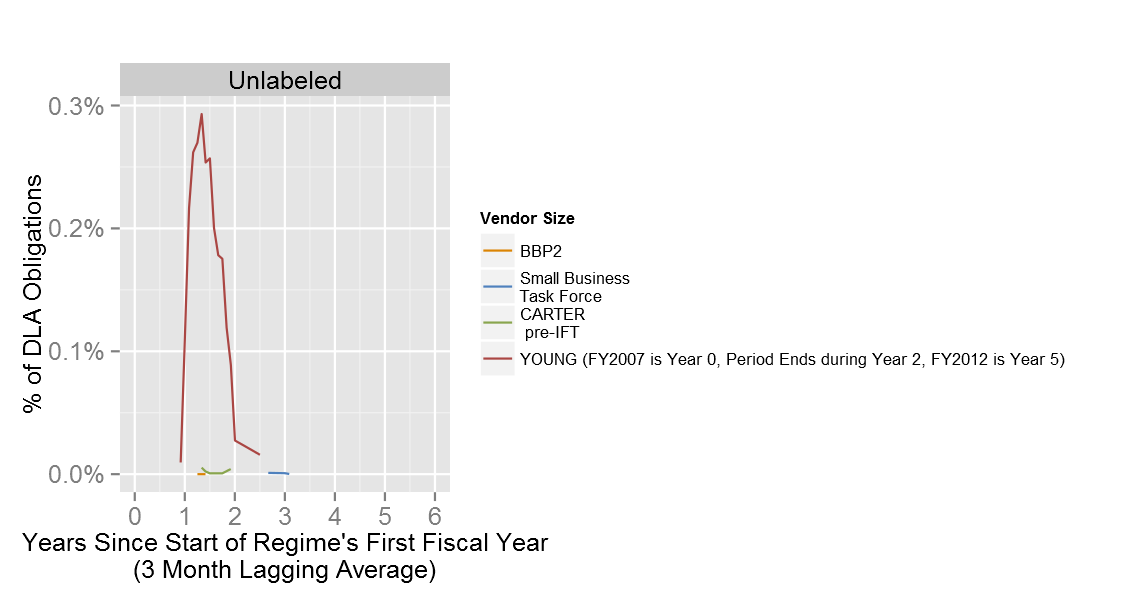 Unlabeled
0.3%
0.2%
0.1%
0.0%
% of DLA Obligations
0 1 2 3 4 5 6
Years Since Start of Regime's First Fiscal Year
(3 Month Lagging Average)
Vendor Size
BBP2
Small Business
Task Force
CARTER
pre-IFT
YOUNG (FY2007 is Year 0, Period Ends during Year 2, FY2012 is Year 5)